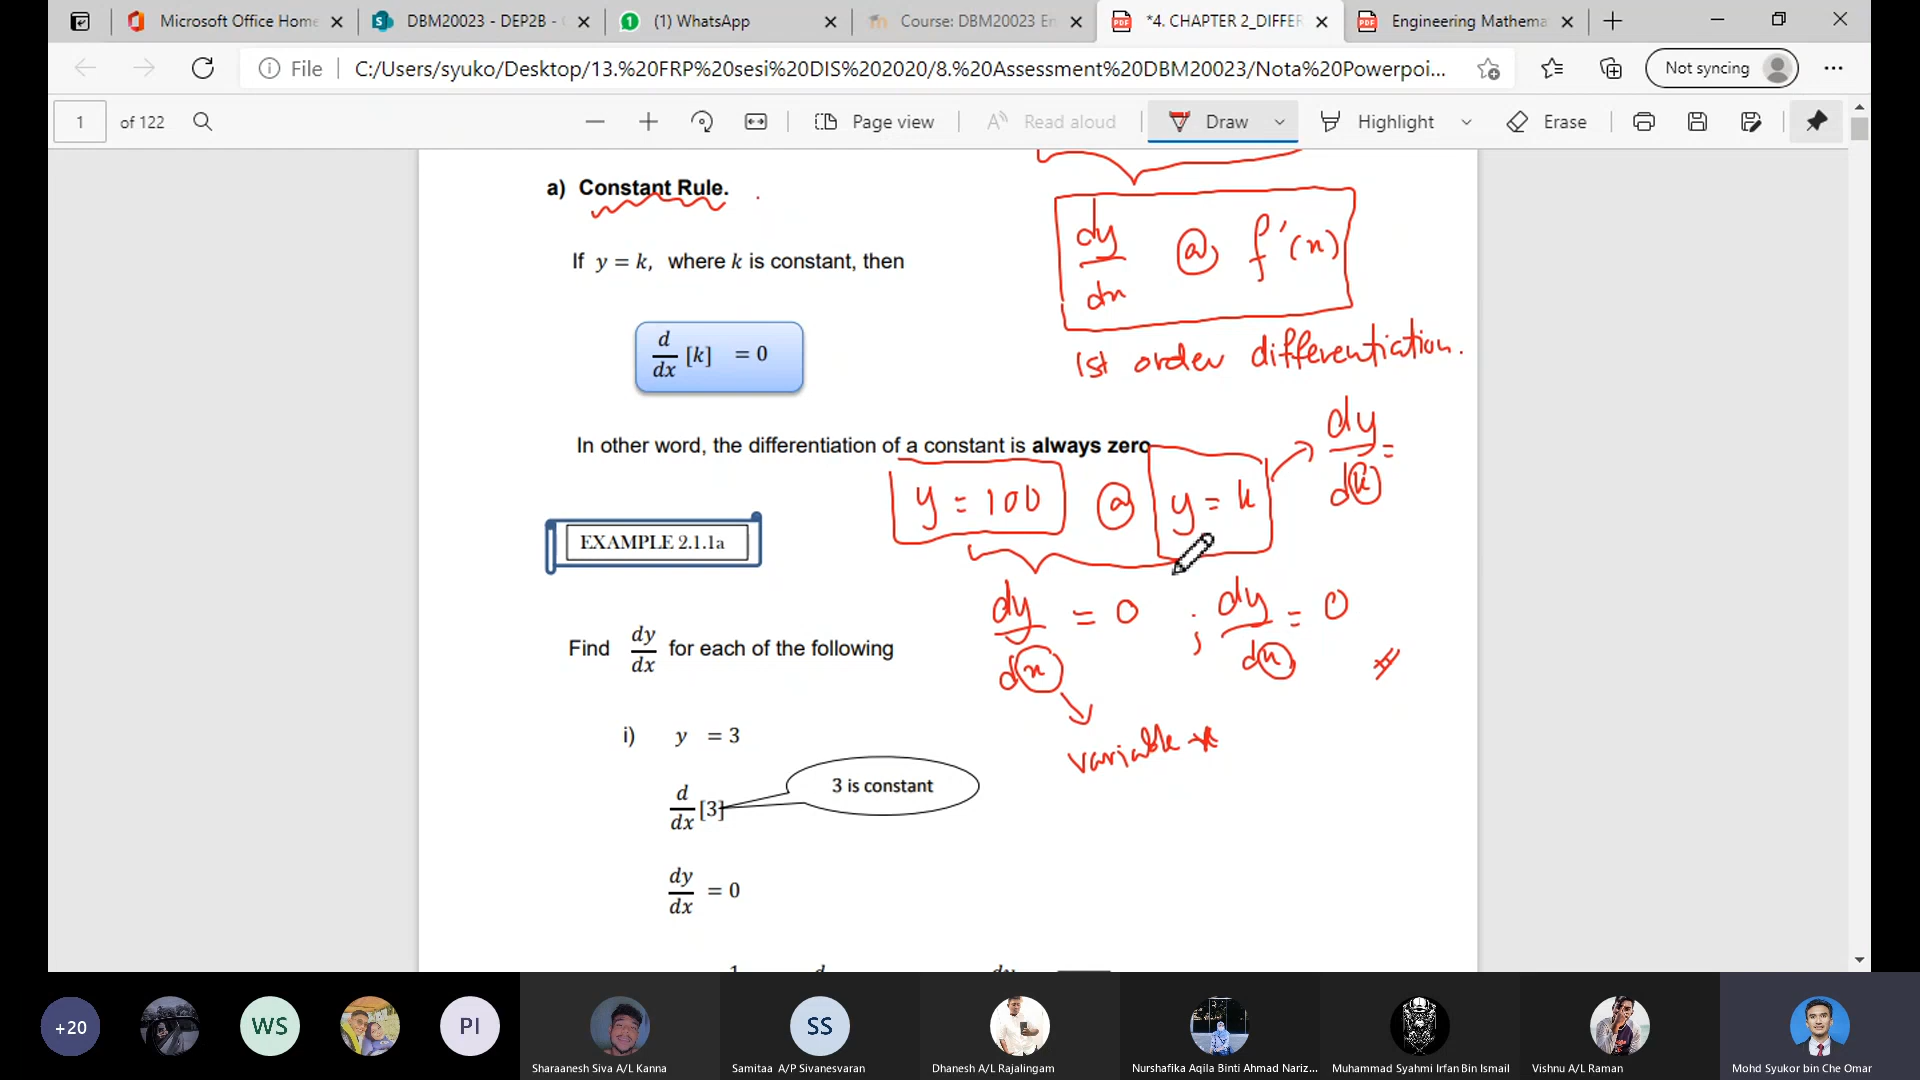 Microsoft Office Home
DBM20023 - DEP2B -
(1) WhatsApp
Course: DBM20023 En
*4. CHAPTER 2_DIFFER
Engineering Mathema
File
C:/Users/syuko/Desktop/13.%20FRP%20sesi%20DIS%202020/8.%20Assessment%20DBM20023/Nota%20Powerpoi...
Not syncing
1 of 122
Page view
Read aloud
Draw
Highlight
Erase
a) Constant Rule.
If y = k, where k is constant, then
d/dx [k] = 0
dy/dx @ f'(x)
1st order differentiation.
In other word, the differentiation of a constant is always zero
y = 100 @ y = k
dy/dk =
EXAMPLE 2.1.1a
dy/dx = 0 ; dy/dx = 0
variable
Find dy/dx for each of the following
i) y = 3
d/dx [3]
3 is constant
dy/dx = 0
+20
WS
PI
SS
Sharaanesh Siva A/L Kanna
Samitaa A/P Sivanesvaran
Dhanesh A/L Rajalingam
Nurshafika Aqila Binti Ahmad Nariz...
Muhammad Syahmi Irfan Bin Ismail
Vishnu A/L Raman
Mohd Syukor bin Che Omar